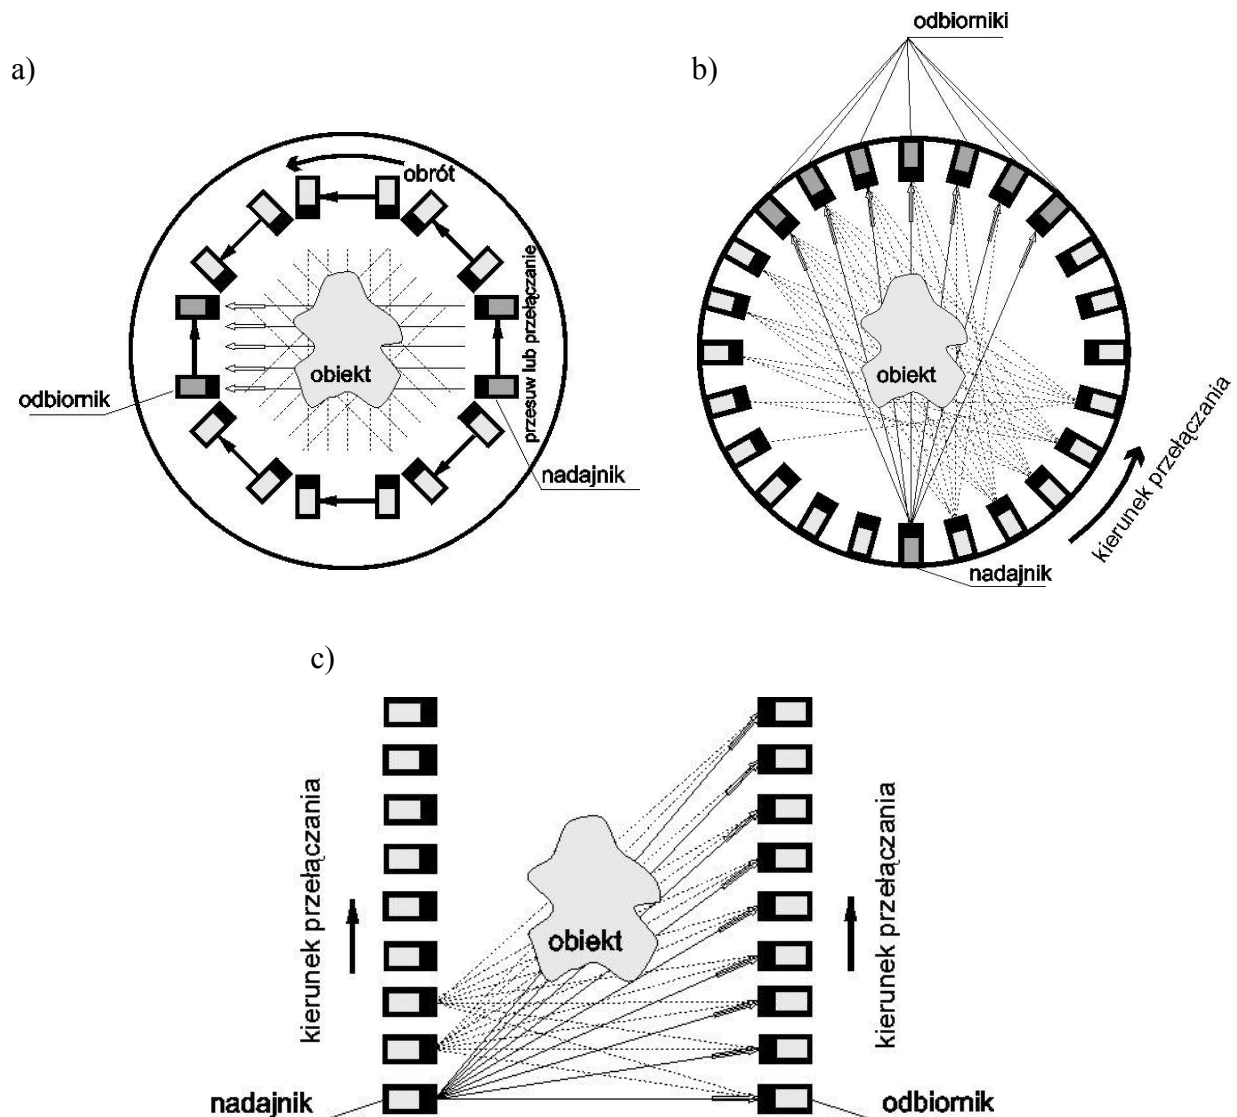 a)
obrót
przesuw lub przełączanie
obiekt
odbiornik
nadajnik
b)
odbiorniki
obiekt
kierunek przełączania
nadajnik
c)
kierunek przełączania
obiekt
kierunek przełączania
nadajnik
odbiornik